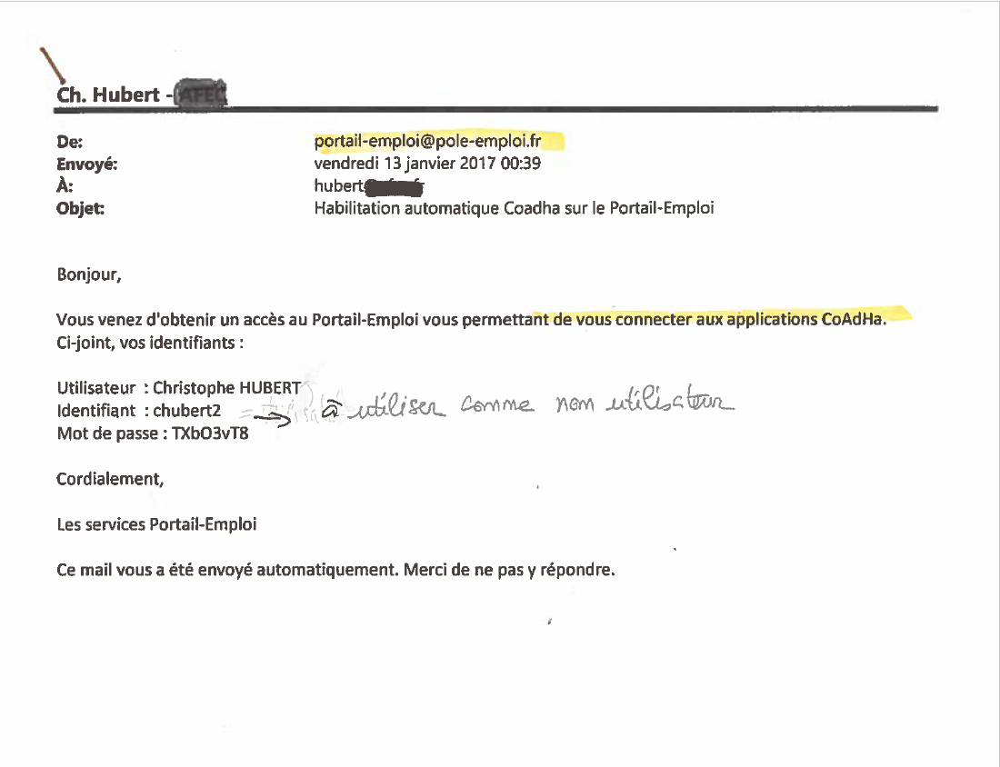 Ch. Hubert -
De: portail-emploi@pole-emploi.fr
Envoyé: vendredi 13 janvier 2017 00:39
À: hubert
Objet: Habilitation automatique Coadha sur le Portail-Emploi
Bonjour,
Vous venez d'obtenir un accès au Portail-Emploi vous permettant de vous connecter aux applications CoAdHa.
Ci-joint, vos identifiants :
Utilisateur : Christophe HUBERT
Identifiant : chubert2 → à utiliser comme nom utilisateur
Mot de passe : TXbO3vT8
Cordialement,
Les services Portail-Emploi
Ce mail vous a été envoyé automatiquement. Merci de ne pas y répondre.